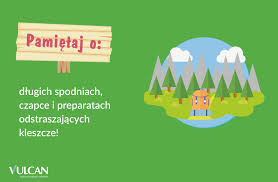 Pamiętaj o:
długich spodniach,
czapce i preparatach
odstraszających
kleszcze!
VULCAN